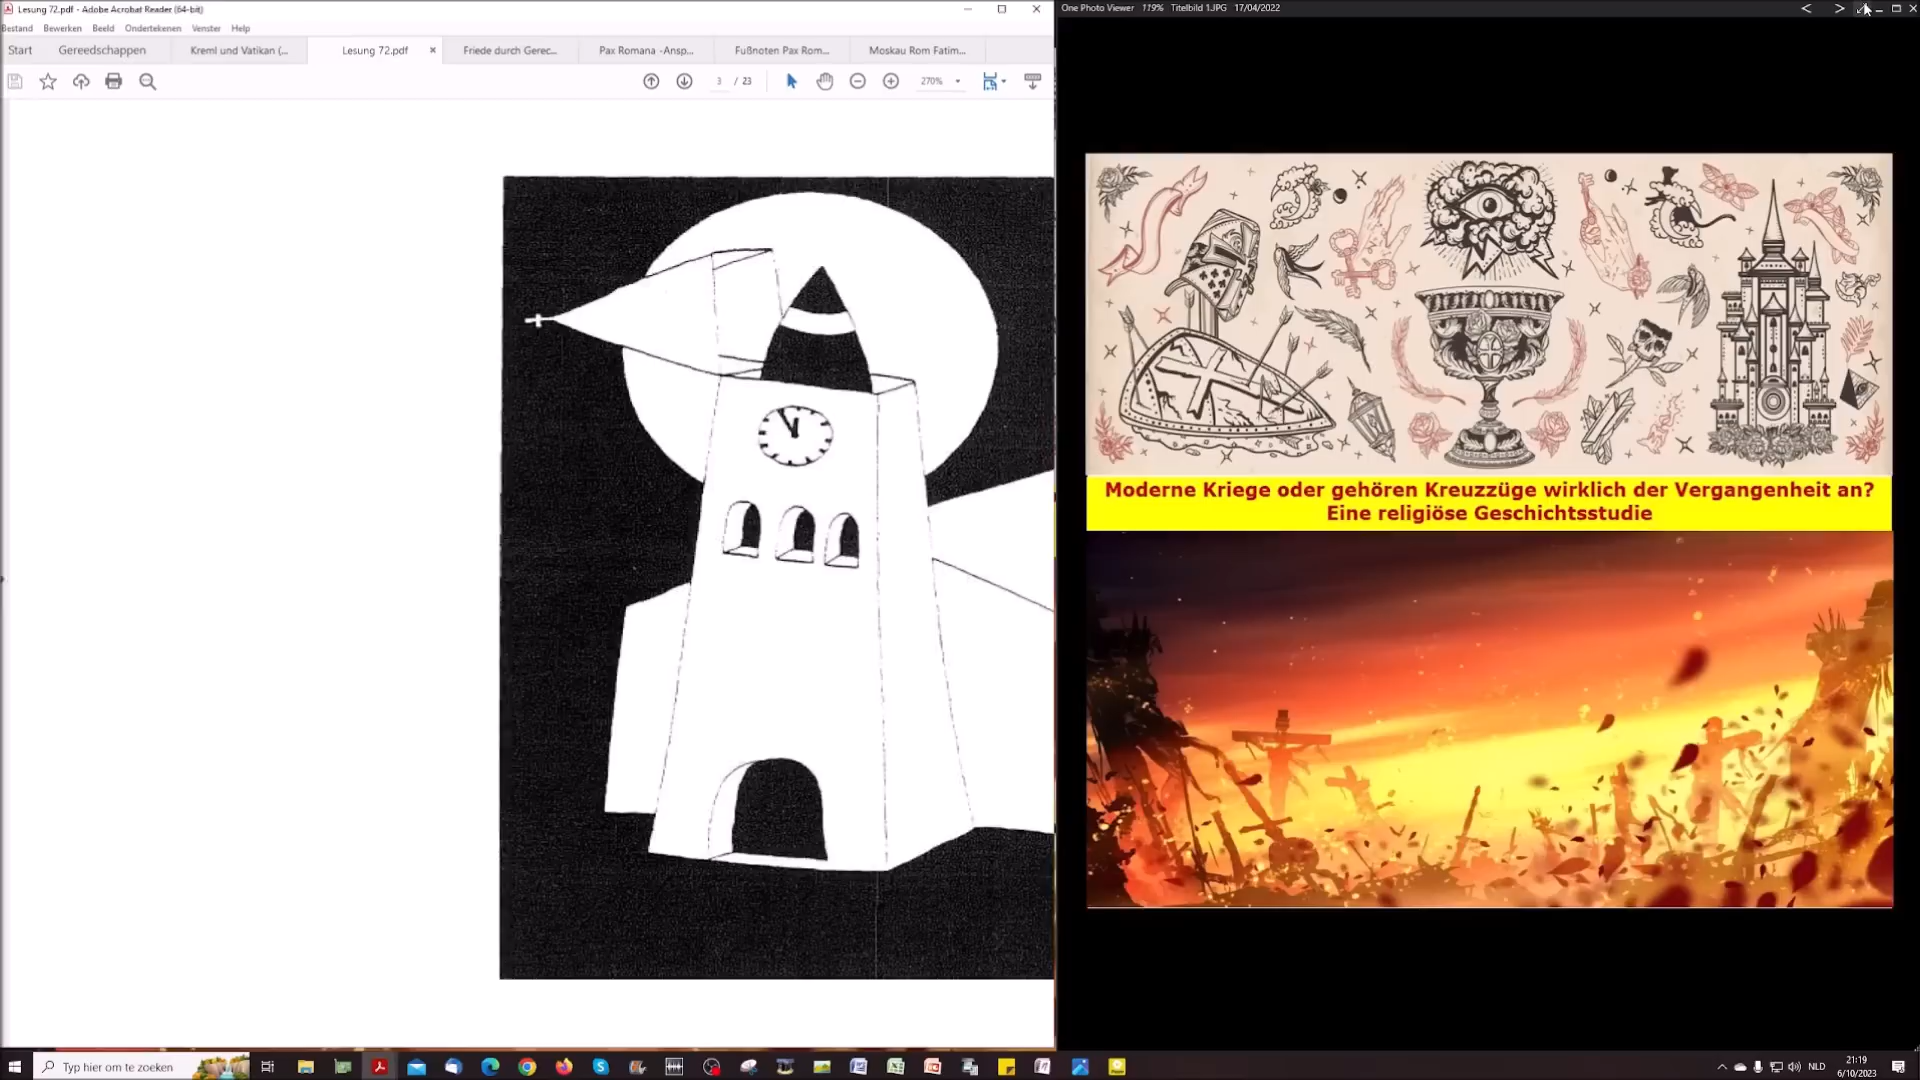 Lesung 72.pdf - Adobe Acrobat Reader (64-bit)
Bestand Bewerken Beeld Ondertekenen Venster Help
Start Gereedschappen Kreml und Vatikan (... Lesung 72.pdf × Friede durch Gerec... Pax Romana -Ansp... Fußnoten Pax Rom... Moskau Rom Fatim...
3 / 23 270%
One Photo Viewer 119% Titelbild 1.JPG 17/04/2022
Moderne Kriege oder gehören Kreuzzüge wirklich der Vergangenheit an?
Eine religiöse Geschichtsstudie
Typ hier om te zoeken
NLD
21:19
6/10/2023